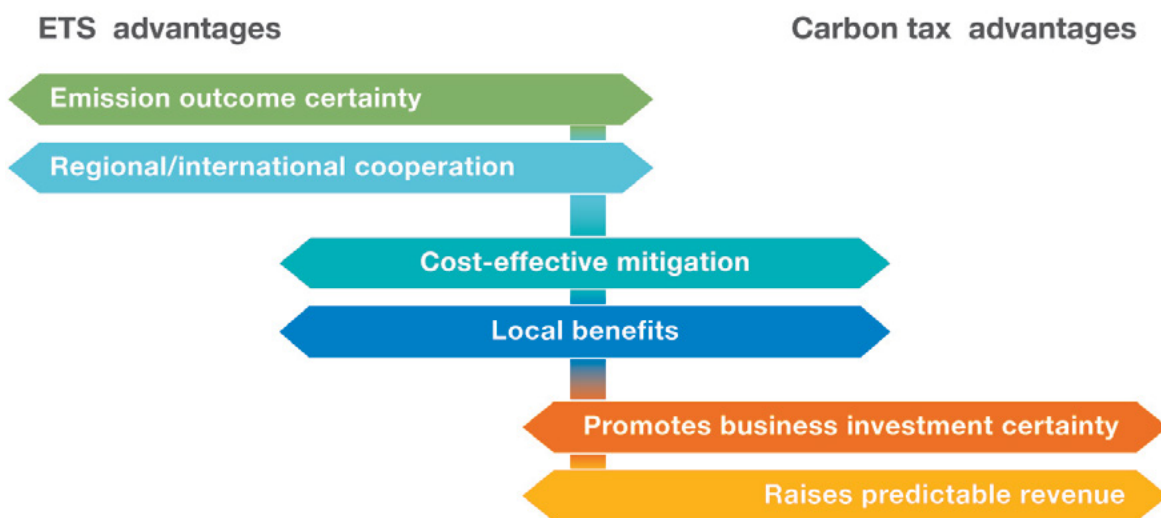 ETS advantages
Carbon tax advantages
Emission outcome certainty
Regional/international cooperation
Cost-effective mitigation
Local benefits
Promotes business investment certainty
Raises predictable revenue